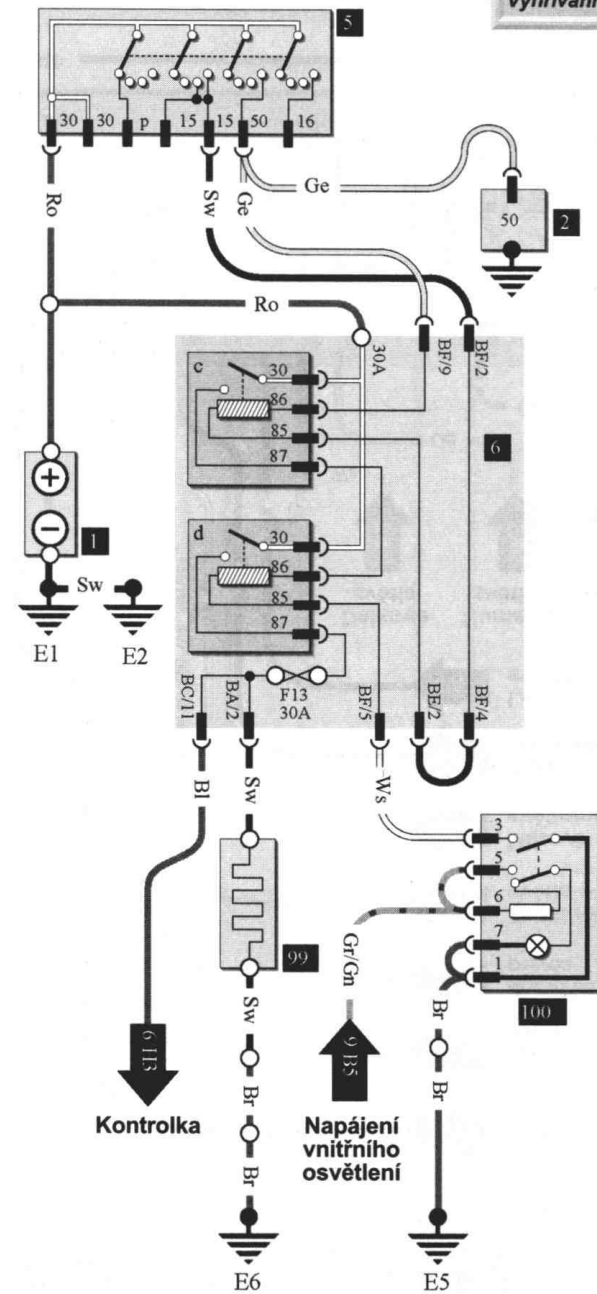 vyhřívání
5
30
30
p
15
15
50
16
Ro
Sw
Ge
Ge
50
2
Ro
30A
BF/9
BF/2
c
30
86
85
87
6
1
d
30
86
85
87
Sw
E1
E2
F13
30A
BC/11
BA/2
BF/5
BE/2
BF/4
Bl
Sw
Ws
3
5
6
7
1
99
100
Gr/Gn
Sw
Br
6 H3
9 B5
Kontrolka
Br
Napájení
vnitřního
osvětlení
Br
Br
E6
E5